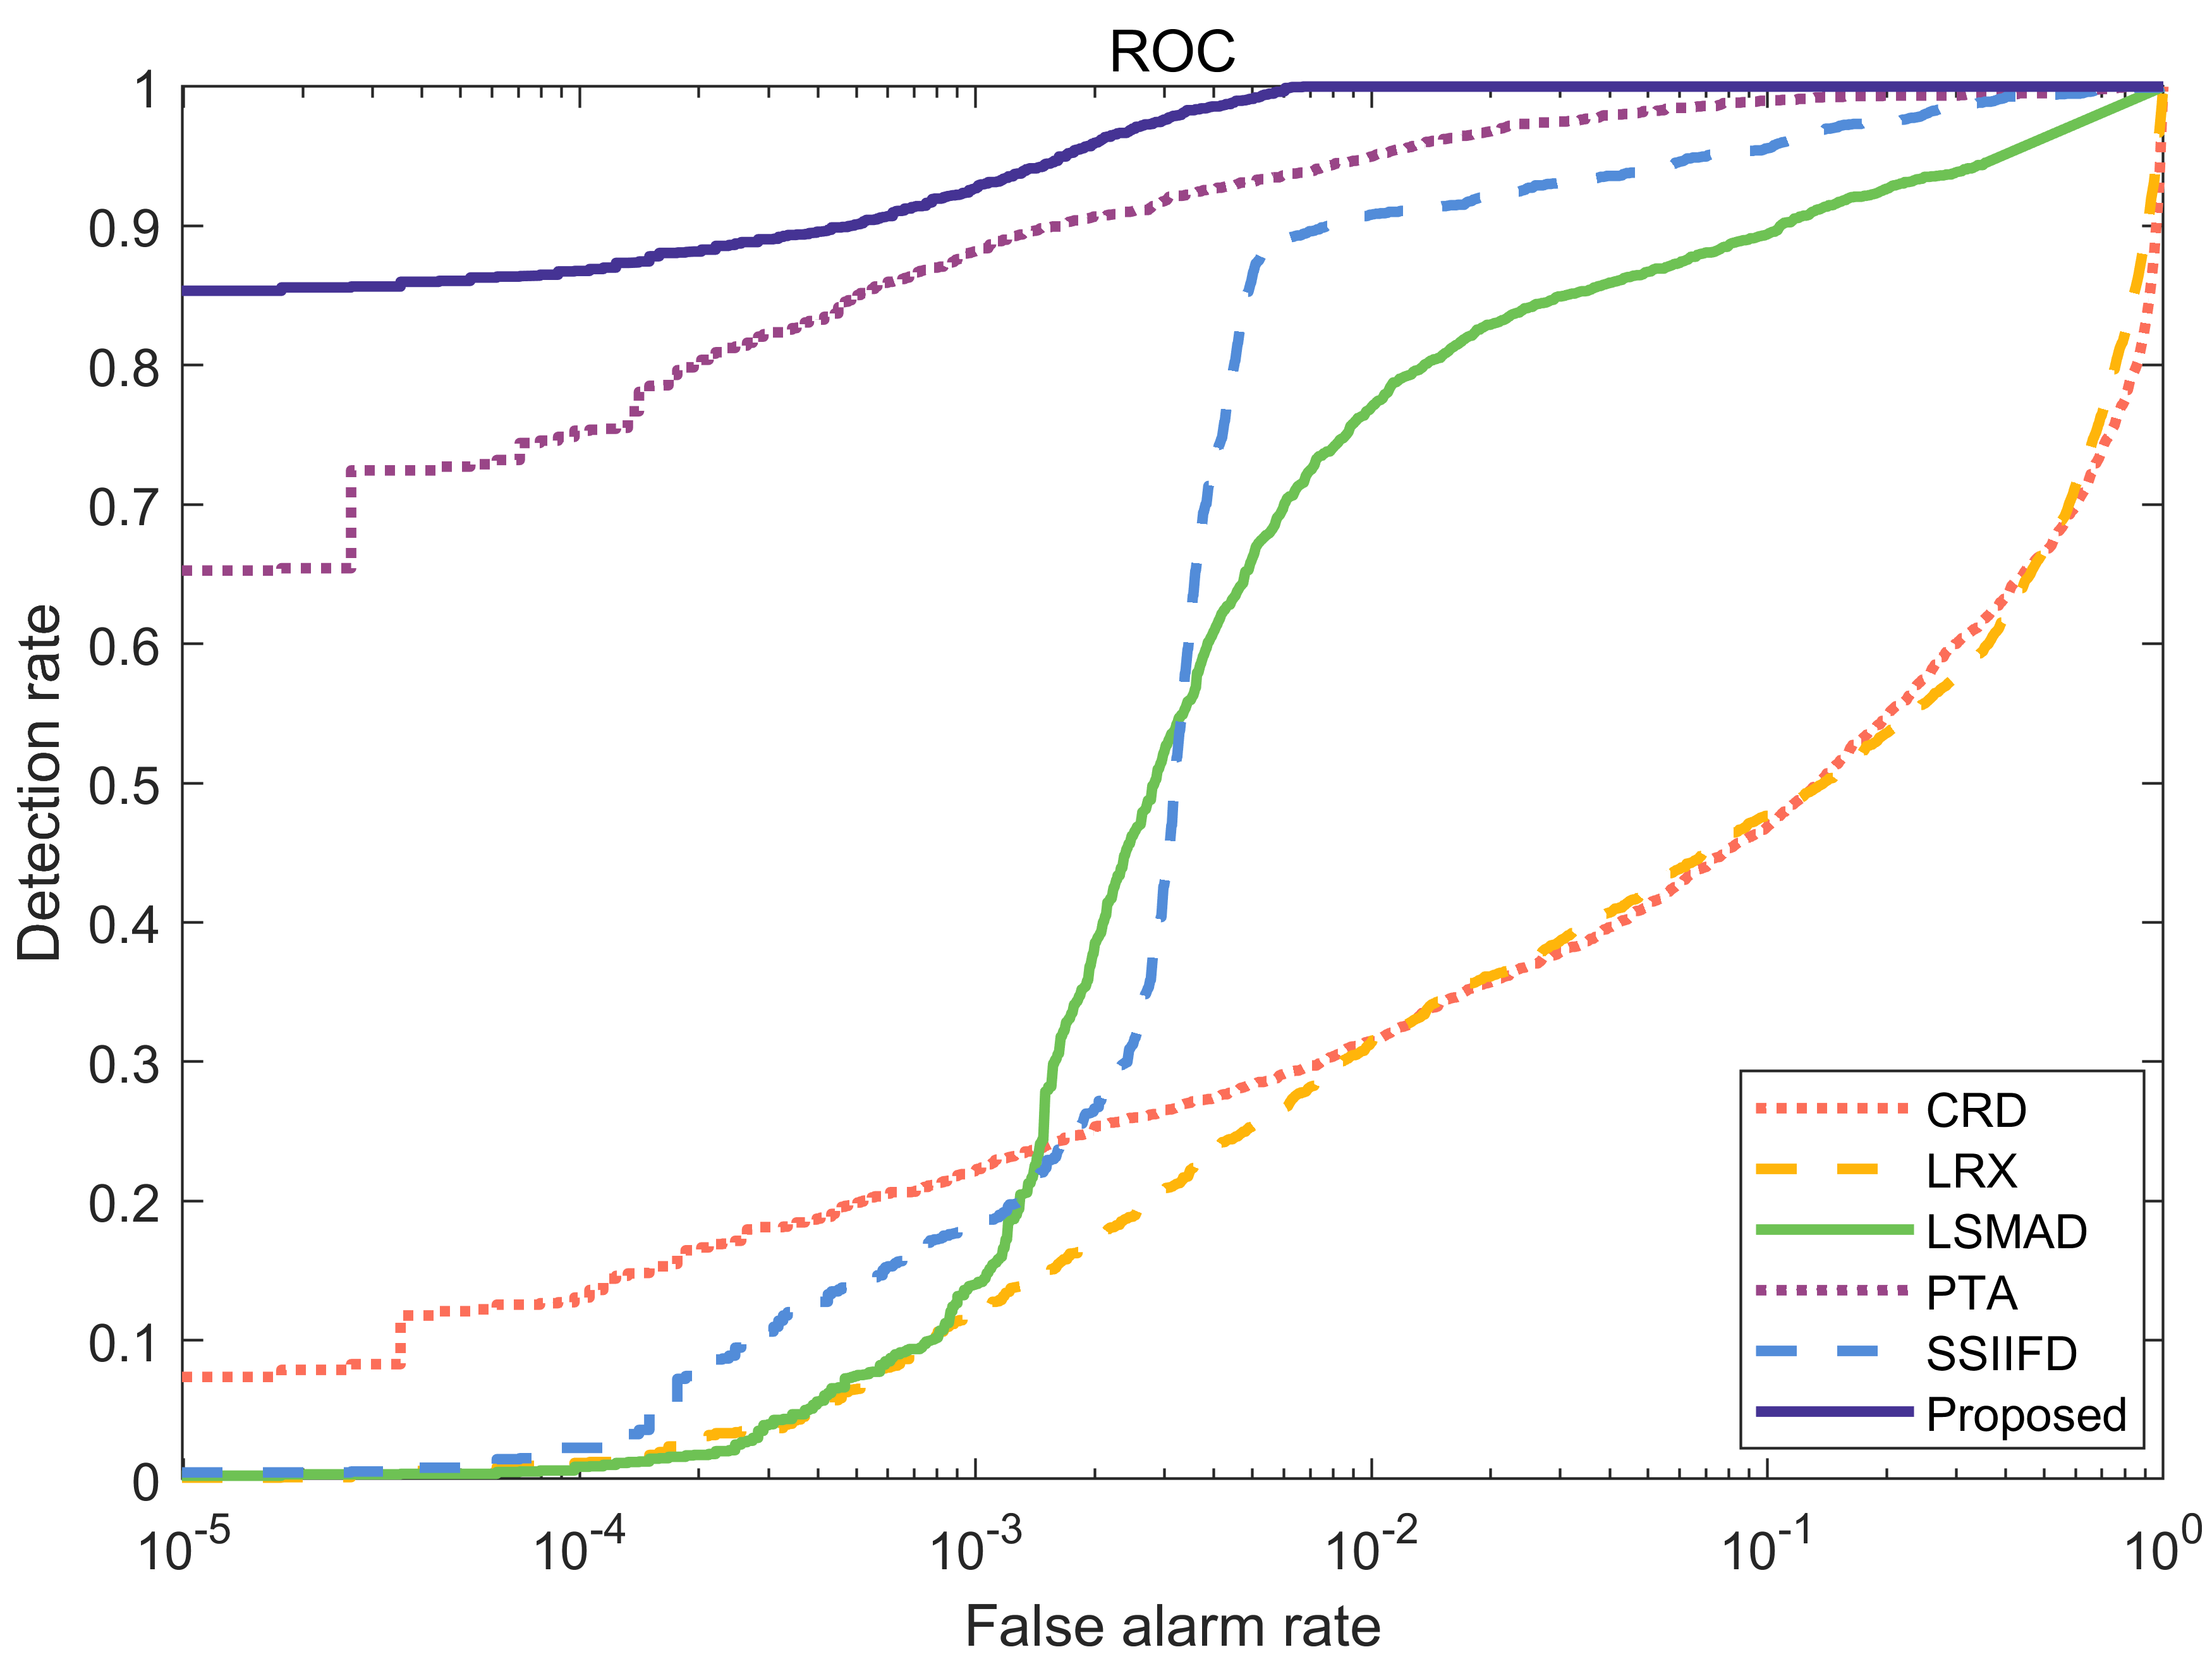 ROC
1
0.9
0.8
0.7
0.6
0.5
0.4
0.3
0.2
0.1
0
Detection rate
10^-5 10^-4 10^-3 10^-2 10^-1 10^0
False alarm rate
CRD
LRX
LSMAD
PTA
SSIIFD
Proposed